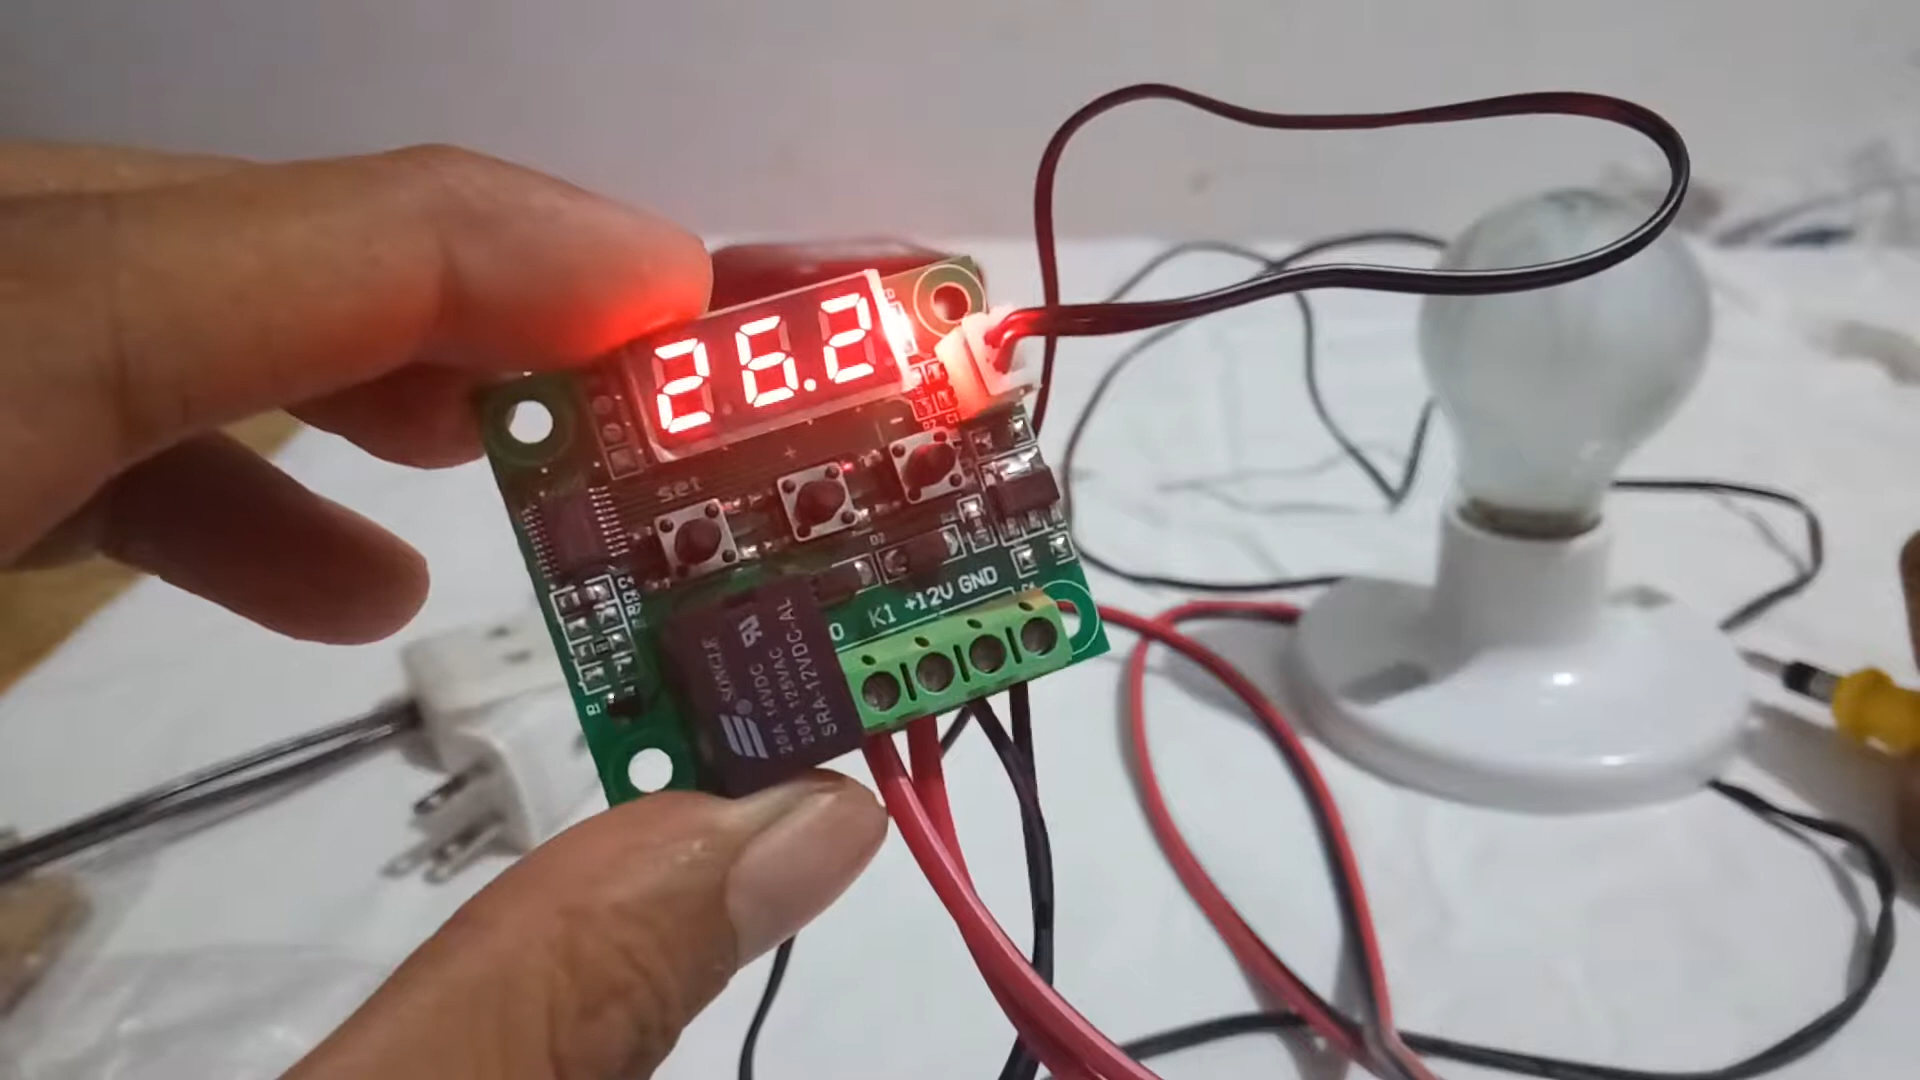 26.2
+
-
set
K1 +12V GND
SONGLE
20A 14VDC
20A 125VAC
SRA-12VDC-AL